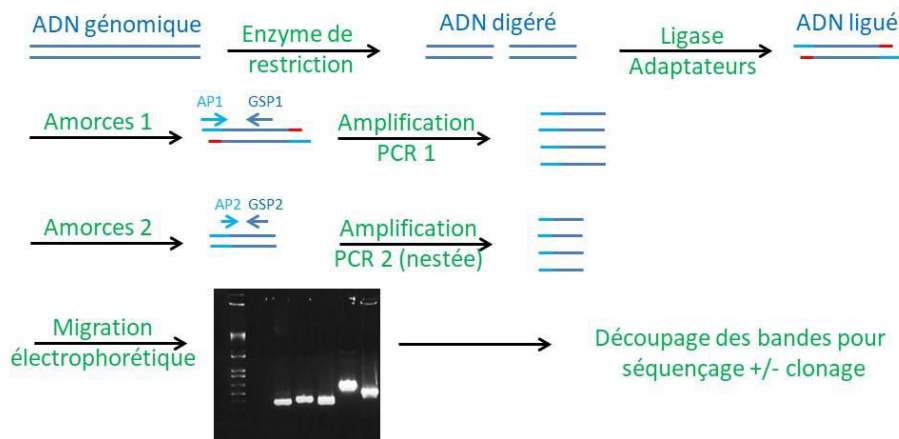 ADN génomique
Enzyme de
restriction
ADN digéré
Ligase
Adaptateurs
ADN ligué
Amorces 1
AP1
GSP1
Amplification
PCR 1
Amorces 2
AP2
GSP2
Amplification
PCR 2 (nestée)
Migration
électrophorétique
Découpage des bandes pour
séquençage +/- clonage